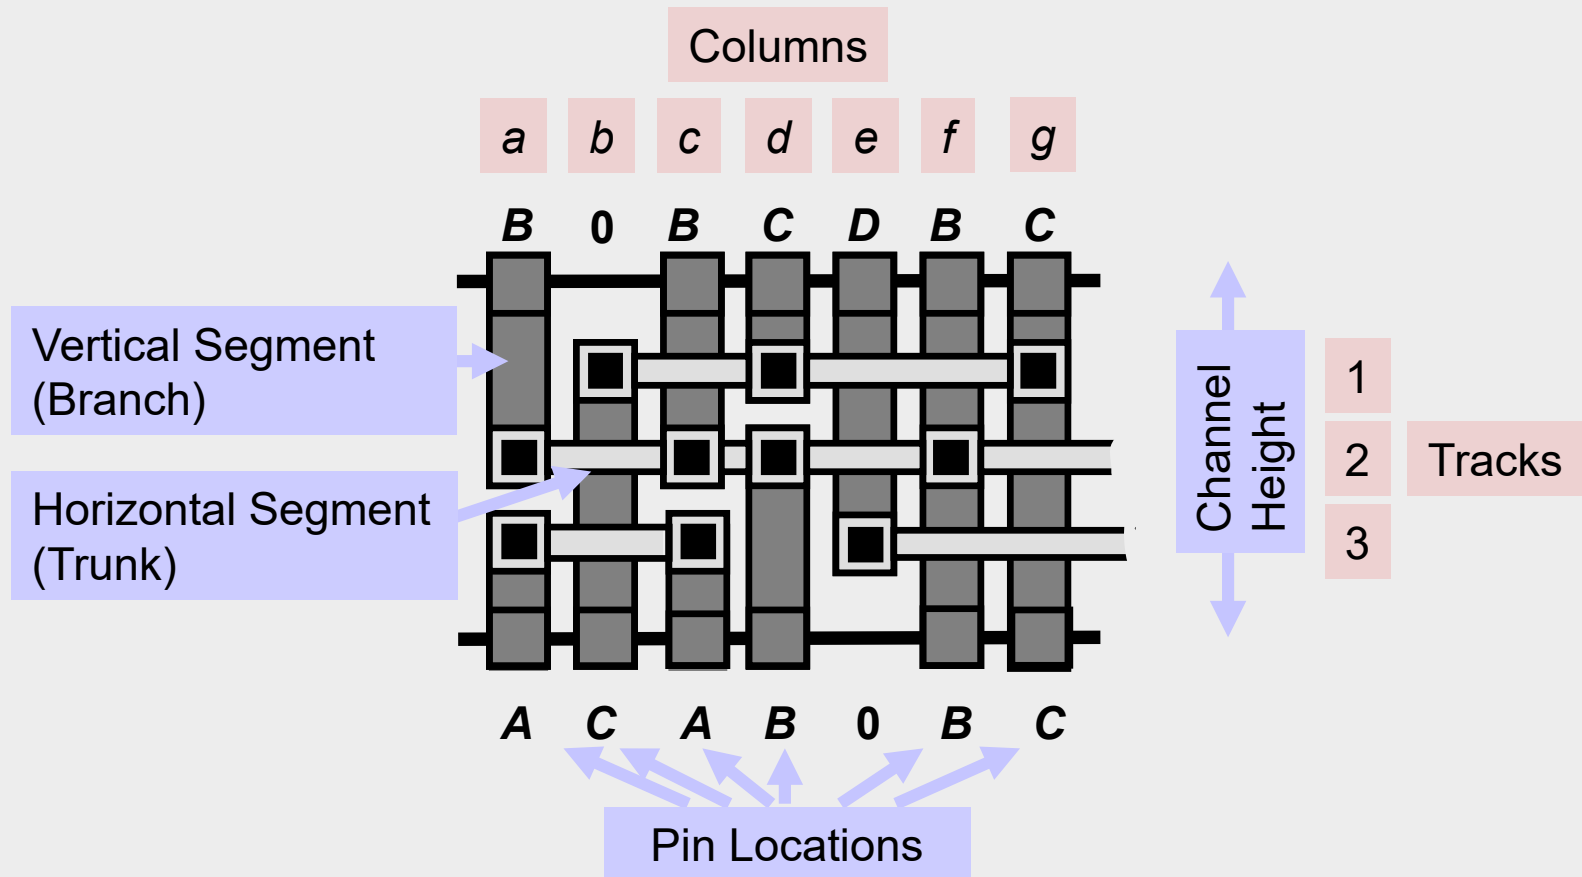 Columns
a b c d e f g
B 0 B C D B C
Vertical Segment
(Branch)
Horizontal Segment
(Trunk)
Channel
Height
1
2
3
Tracks
A C A B 0 B C
Pin Locations